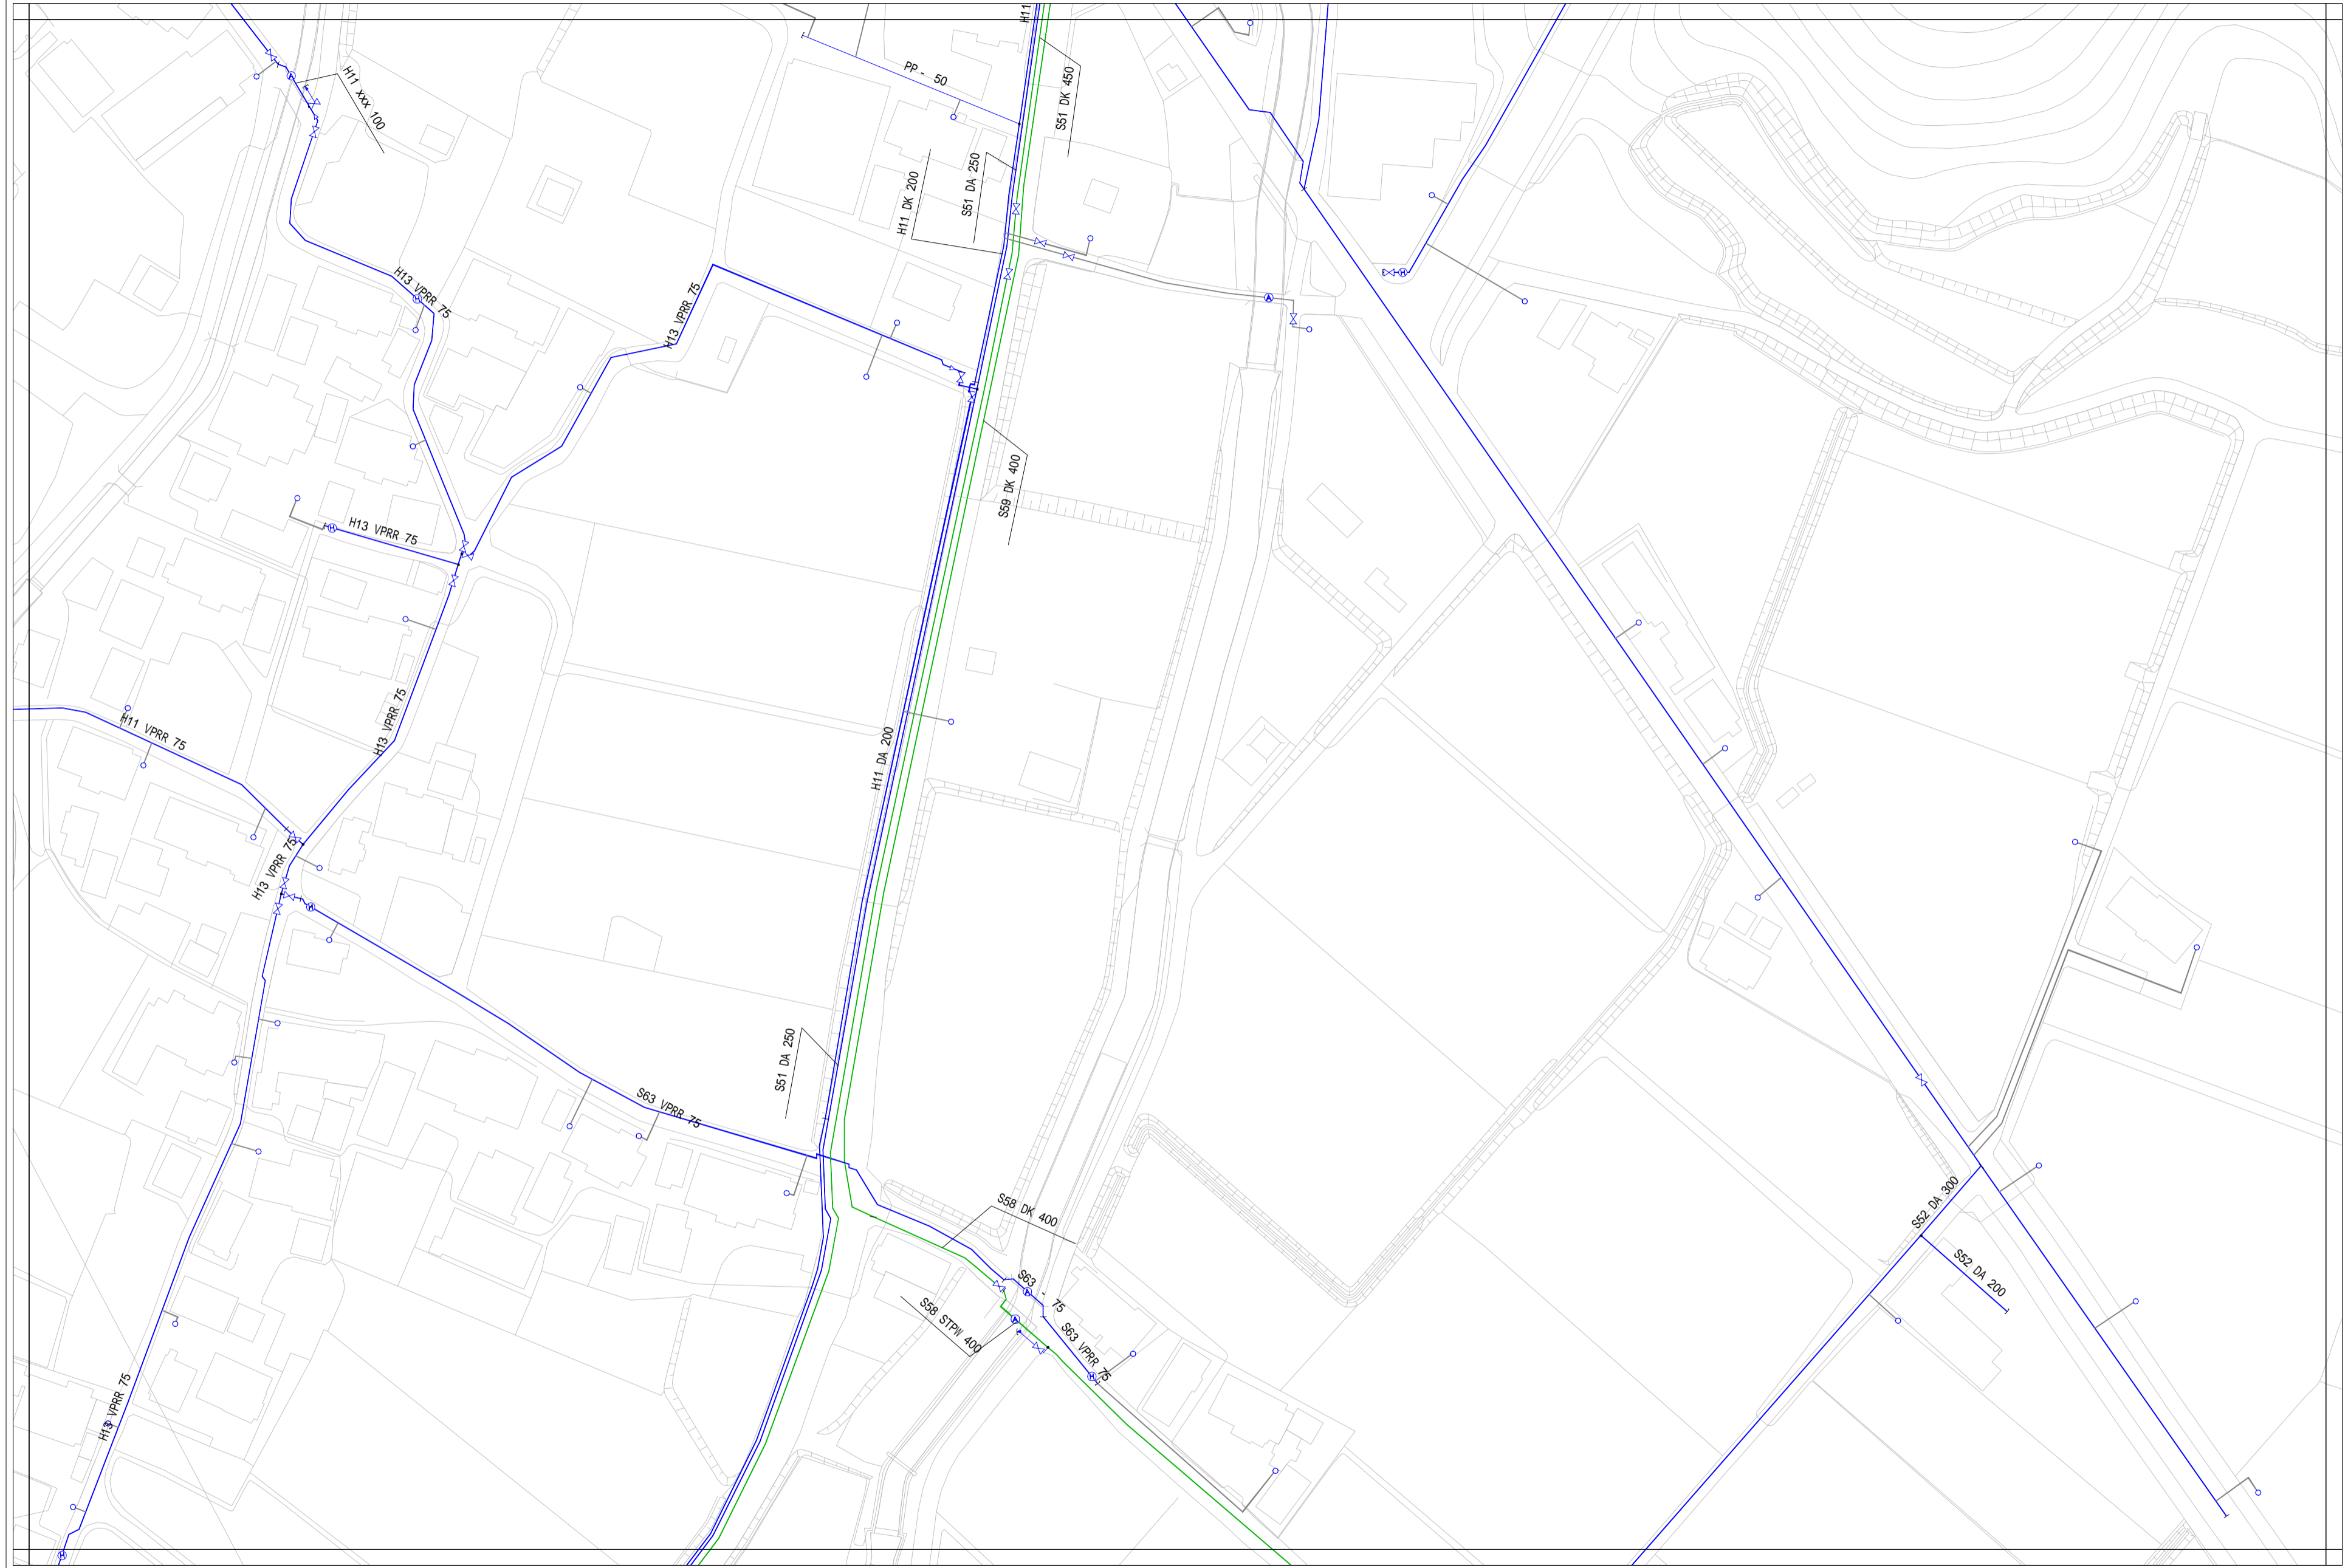 H11
H11 xxx 100
PP - 50
S51 DK 450
S51 DA 250
H11 DK 200
A
H13 VPRR 75
H
H13 VPRR 75
H
A
S59 DK 400
H13 VPRR 75
H
H13 VPRR 75
H11 VPRR 75
H11 DA 200
H13 VPRR 75
H
S51 DA 250
S63 VPRR 75
S58 DK 400
S52 DA 300
S52 DA 200
S63 - 75
A
S58 STPW 400
A
S63 VPRR 75
H
H13 VPRR 75
H